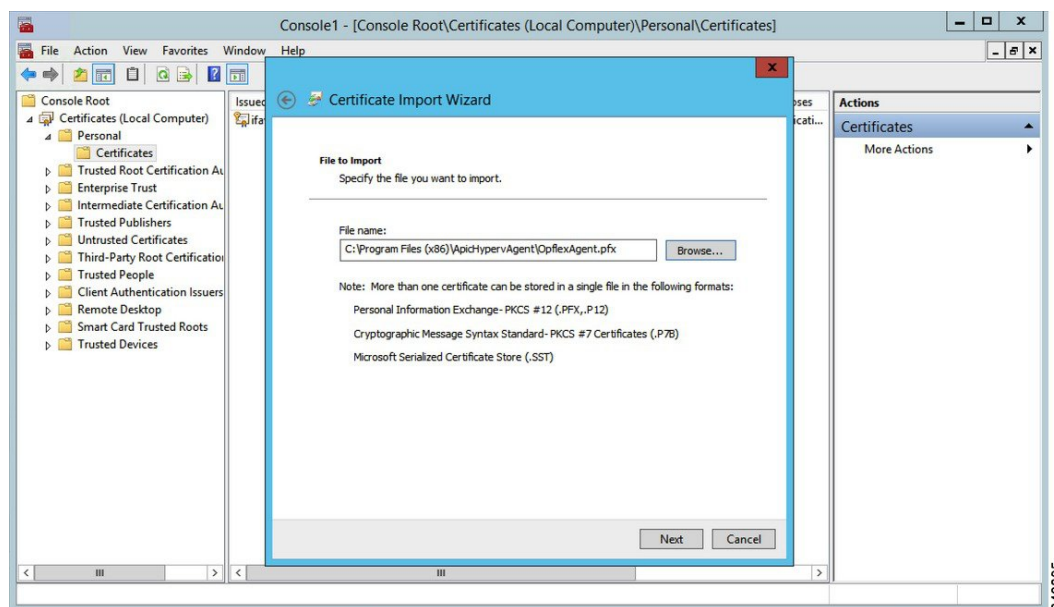 Console1 - [Console Root\Certificates (Local Computer)\Personal\Certificates]
File Action View Favorites Window Help
Console Root
Certificates (Local Computer)
Personal
Certificates
Trusted Root Certification Au
Enterprise Trust
Intermediate Certification Au
Trusted Publishers
Untrusted Certificates
Third-Party Root Certification
Trusted People
Client Authentication Issuers
Remote Desktop
Smart Card Trusted Roots
Trusted Devices
Issued
ifa
Certificate Import Wizard
File to Import
Specify the file you want to import.
File name:
C:\Program Files (x86)\ApicHypervAgent\OpflexAgent.pfx
Browse...
Note: More than one certificate can be stored in a single file in the following formats:
Personal Information Exchange- PKCS #12 (.PFX,.P12)
Cryptographic Message Syntax Standard- PKCS #7 Certificates (.P7B)
Microsoft Serialized Certificate Store (.SST)
Next Cancel
oses
icati...
Actions
Certificates
More Actions